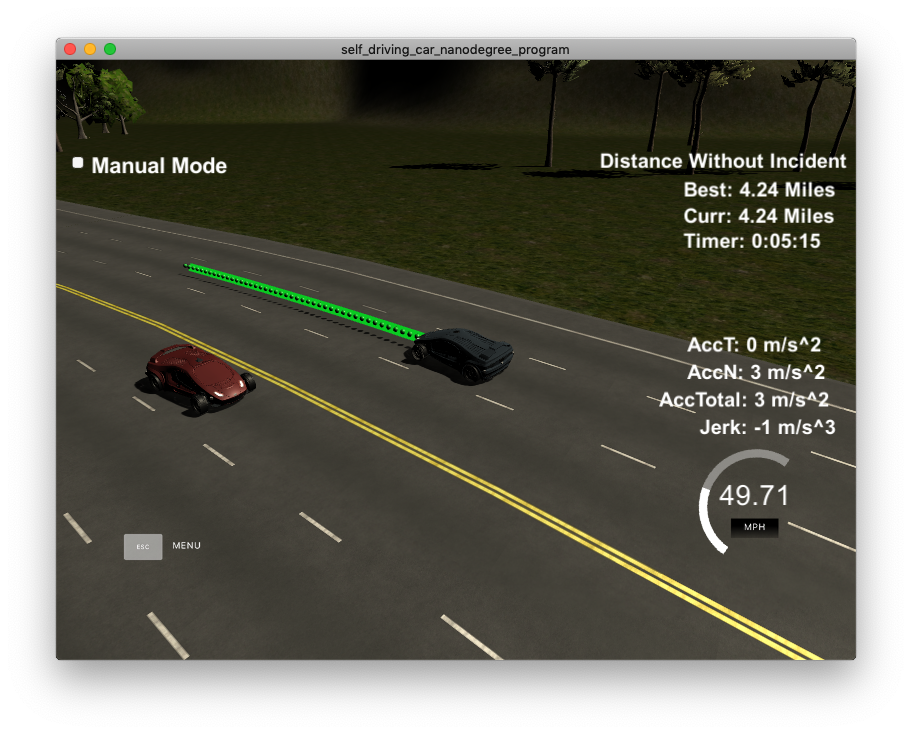 self_driving_car_nanodegree_program
Manual Mode
Distance Without Incident
Best: 4.24 Miles
Curr: 4.24 Miles
Timer: 0:05:15
AccT: 0 m/s^2
AccN: 3 m/s^2
AccTotal: 3 m/s^2
Jerk: -1 m/s^3
49.71
MPH
ESC MENU